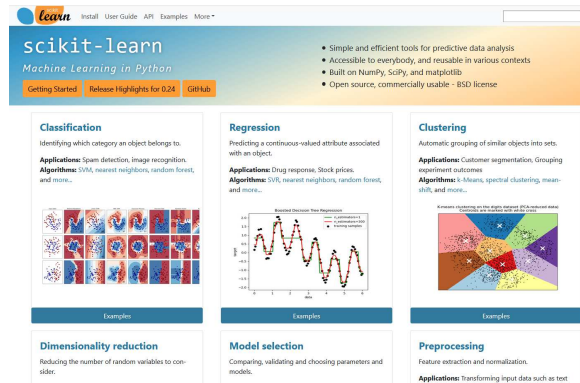 learn Install User Guide API Examples More
scikit-learn
Machine Learning in Python
Getting Started Release Highlights for 0.24 GitHub
Simple and efficient tools for predictive data analysis
Accessible to everybody, and reusable in various contexts
Built on NumPy, SciPy, and matplotlib
Open source, commercially usable - BSD license
Classification
Identifying which category an object belongs to.
Applications: Spam detection, image recognition.
Algorithms: SVM, nearest neighbors, random forest,
and more...
Examples
Regression
Predicting a continuous-valued attribute associated
with an object.
Applications: Drug response, Stock prices.
Algorithms: SVR, nearest neighbors, random forest,
and more...
Boosted Decision Tree Regression
Examples
Clustering
Automatic grouping of similar objects into sets.
Applications: Customer segmentation, Grouping
experiment outcomes
Algorithms: k-Means, spectral clustering, mean-
shift, and more...
K-means clustering on the digits dataset (PCA-reduced data)
Centroids are marked with white cross
Examples
Dimensionality reduction
Reducing the number of random variables to con-
sider.
Model selection
Comparing, validating and choosing parameters and
models.
Preprocessing
Feature extraction and normalization.
Applications: Transforming input data such as text